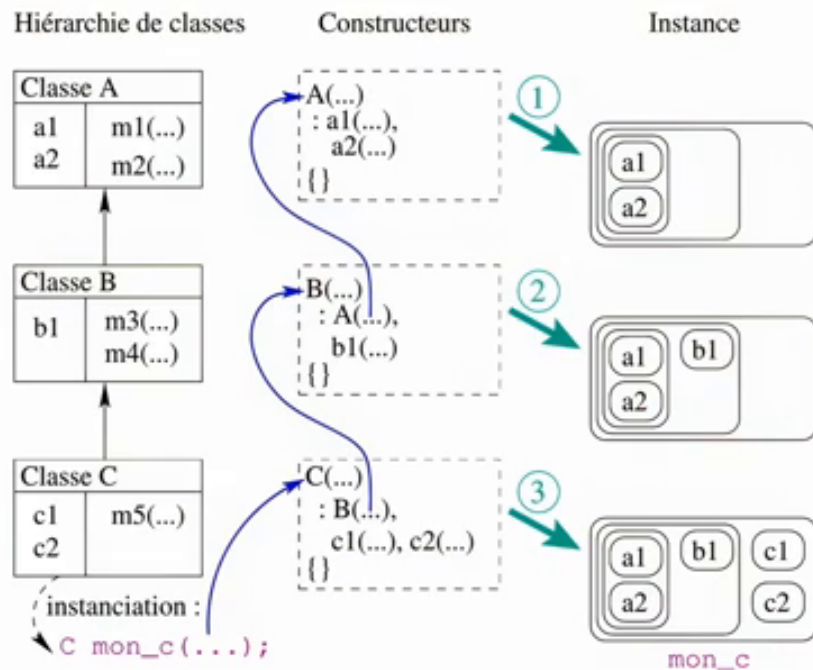 Hiérarchie de classes
Constructeurs
Instance
Classe A
a1 m1(...)
a2 m2(...)
A(...)
: a1(...),
a2(...)
{}
1
a1
a2
Classe B
b1 m3(...)
m4(...)
B(...)
: A(...),
b1(...)
{}
2
a1 b1
a2
Classe C
c1 m5(...)
c2
C(...)
: B(...),
c1(...), c2(...)
{}
3
a1 b1 c1
a2 c2
instanciation :
C mon_c(...);
mon_c